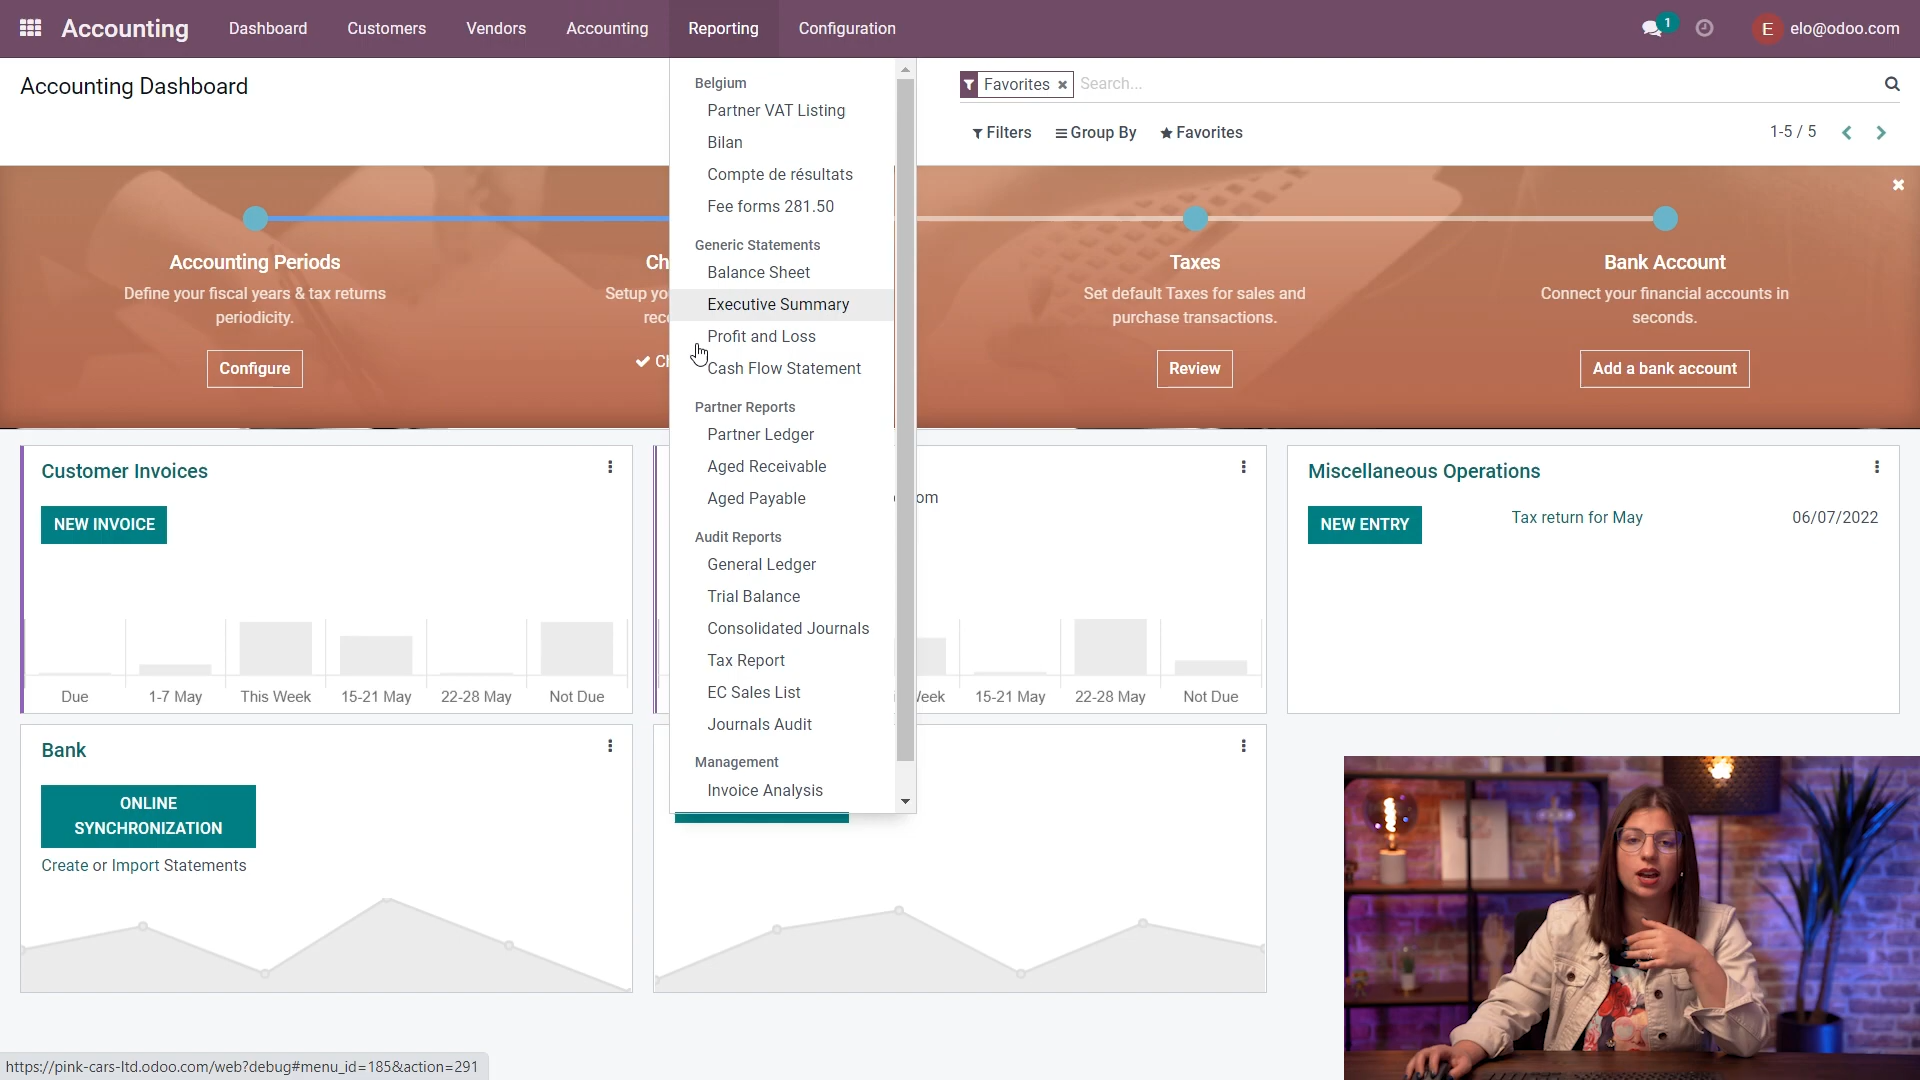 Accounting
Dashboard
Customers
Vendors
Accounting
Reporting
Configuration
1
E
elo@odoo.com
Accounting Dashboard
Favorites
Search...
Filters
Group By
Favorites
1-5 / 5
Belgium
Partner VAT Listing
Bilan
Compte de résultats
Fee forms 281.50
Generic Statements
Balance Sheet
Executive Summary
Profit and Loss
Cash Flow Statement
Partner Reports
Partner Ledger
Aged Receivable
Aged Payable
Audit Reports
General Ledger
Trial Balance
Consolidated Journals
Tax Report
EC Sales List
Journals Audit
Management
Invoice Analysis
Accounting Periods
Define your fiscal years & tax returns
periodicity.
Configure
Ch
Setup yo
rec
Ch
Taxes
Set default Taxes for sales and
purchase transactions.
Review
Bank Account
Connect your financial accounts in
seconds.
Add a bank account
Customer Invoices
NEW INVOICE
Due
1-7 May
This Week
15-21 May
22-28 May
Not Due
om
Week
15-21 May
22-28 May
Not Due
Miscellaneous Operations
NEW ENTRY
Tax return for May
06/07/2022
Bank
ONLINE
SYNCHRONIZATION
Create or Import Statements
https://pink-cars-ltd.odoo.com/web?debug#menu_id=185&action=291